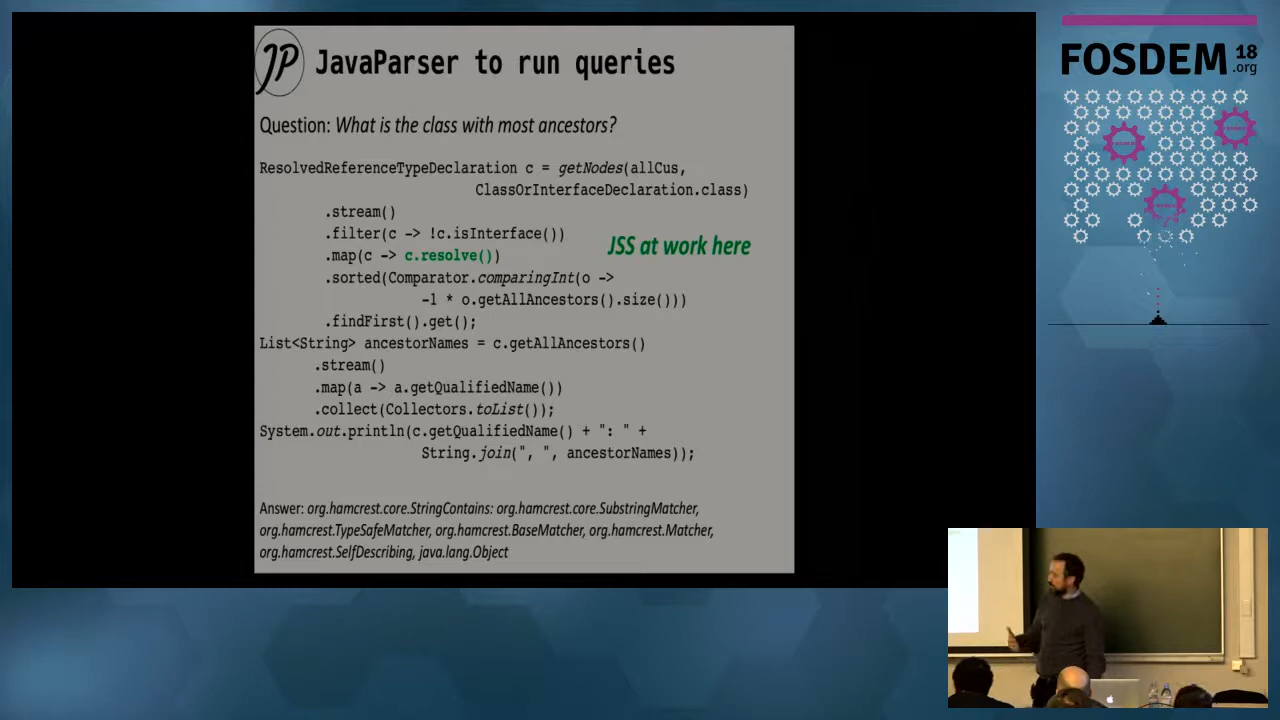 JP JavaParser to run queries
Question: What is the class with most ancestors?
ResolvedReferenceTypeDeclaration c = getNodes(allCus,
ClassOrInterfaceDeclaration.class)
.stream()
.filter(c -> !c.isInterface())
.map(c -> c.resolve())
JSS at work here
.sorted(Comparator.comparingInt(o ->
-1 * o.getAllAncestors().size()))
.findFirst().get();
List<String> ancestorNames = c.getAllAncestors()
.stream()
.map(a -> a.getQualifiedName())
.collect(Collectors.toList());
System.out.println(c.getQualifiedName() + ": " +
String.join(", ", ancestorNames));
Answer: org.hamcrest.core.StringContains: org.hamcrest.core.SubstringMatcher,
org.hamcrest.TypeSafeMatcher, org.hamcrest.BaseMatcher, org.hamcrest.Matcher,
org.hamcrest.SelfDescribing, java.lang.Object
FOSDEM 18
.org